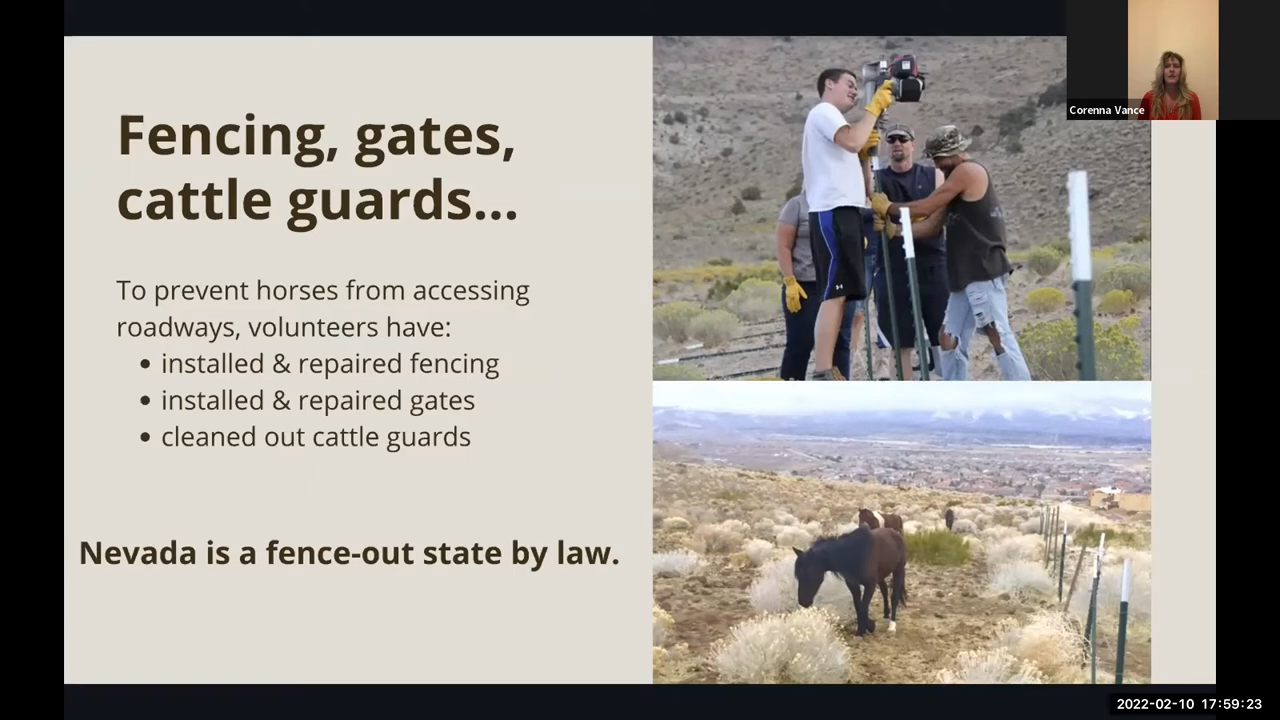 Fencing, gates,
cattle guards...
To prevent horses from accessing
roadways, volunteers have:
• installed & repaired fencing
• installed & repaired gates
• cleaned out cattle guards
Nevada is a fence-out state by law.
Corenna Vance
2022-02-10 17:59:23